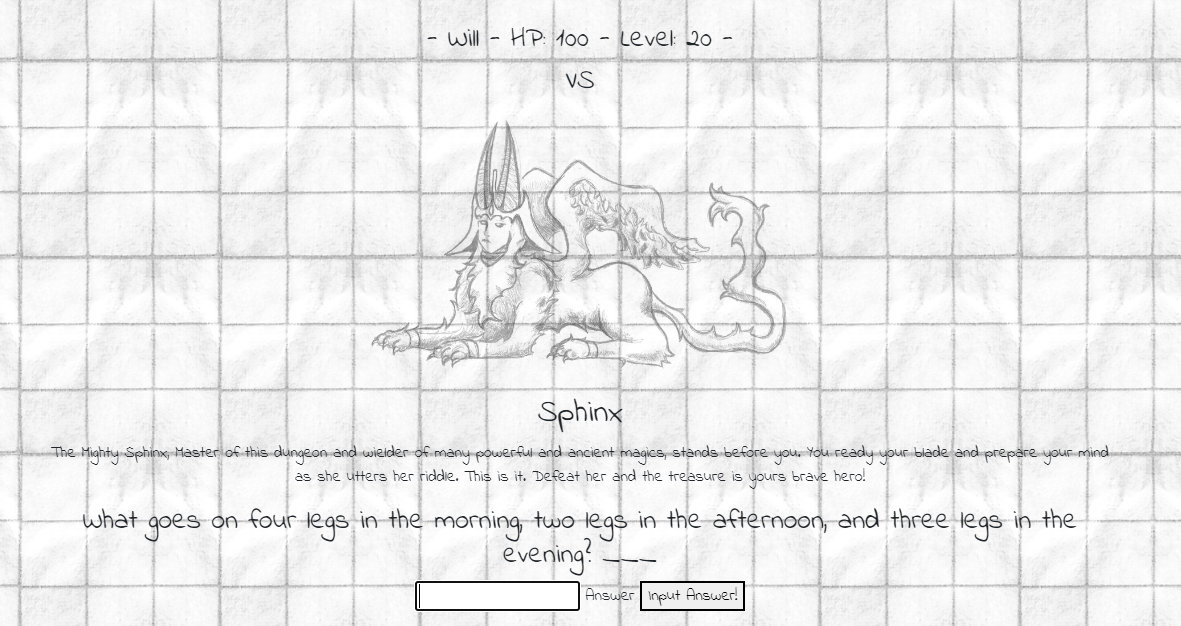 - Will - HP: 100 - Level: 20 -
VS
Sphinx
The Mighty Sphinx, Master of this dungeon and wielder of many powerful and ancient magics, stands before you. You ready your blade and prepare your mind
as she utters her riddle. This is it. Defeat her and the treasure is yours brave hero!
What goes on four legs in the morning, two legs in the afternoon, and three legs in the
evening? ___
Answer Input Answer!